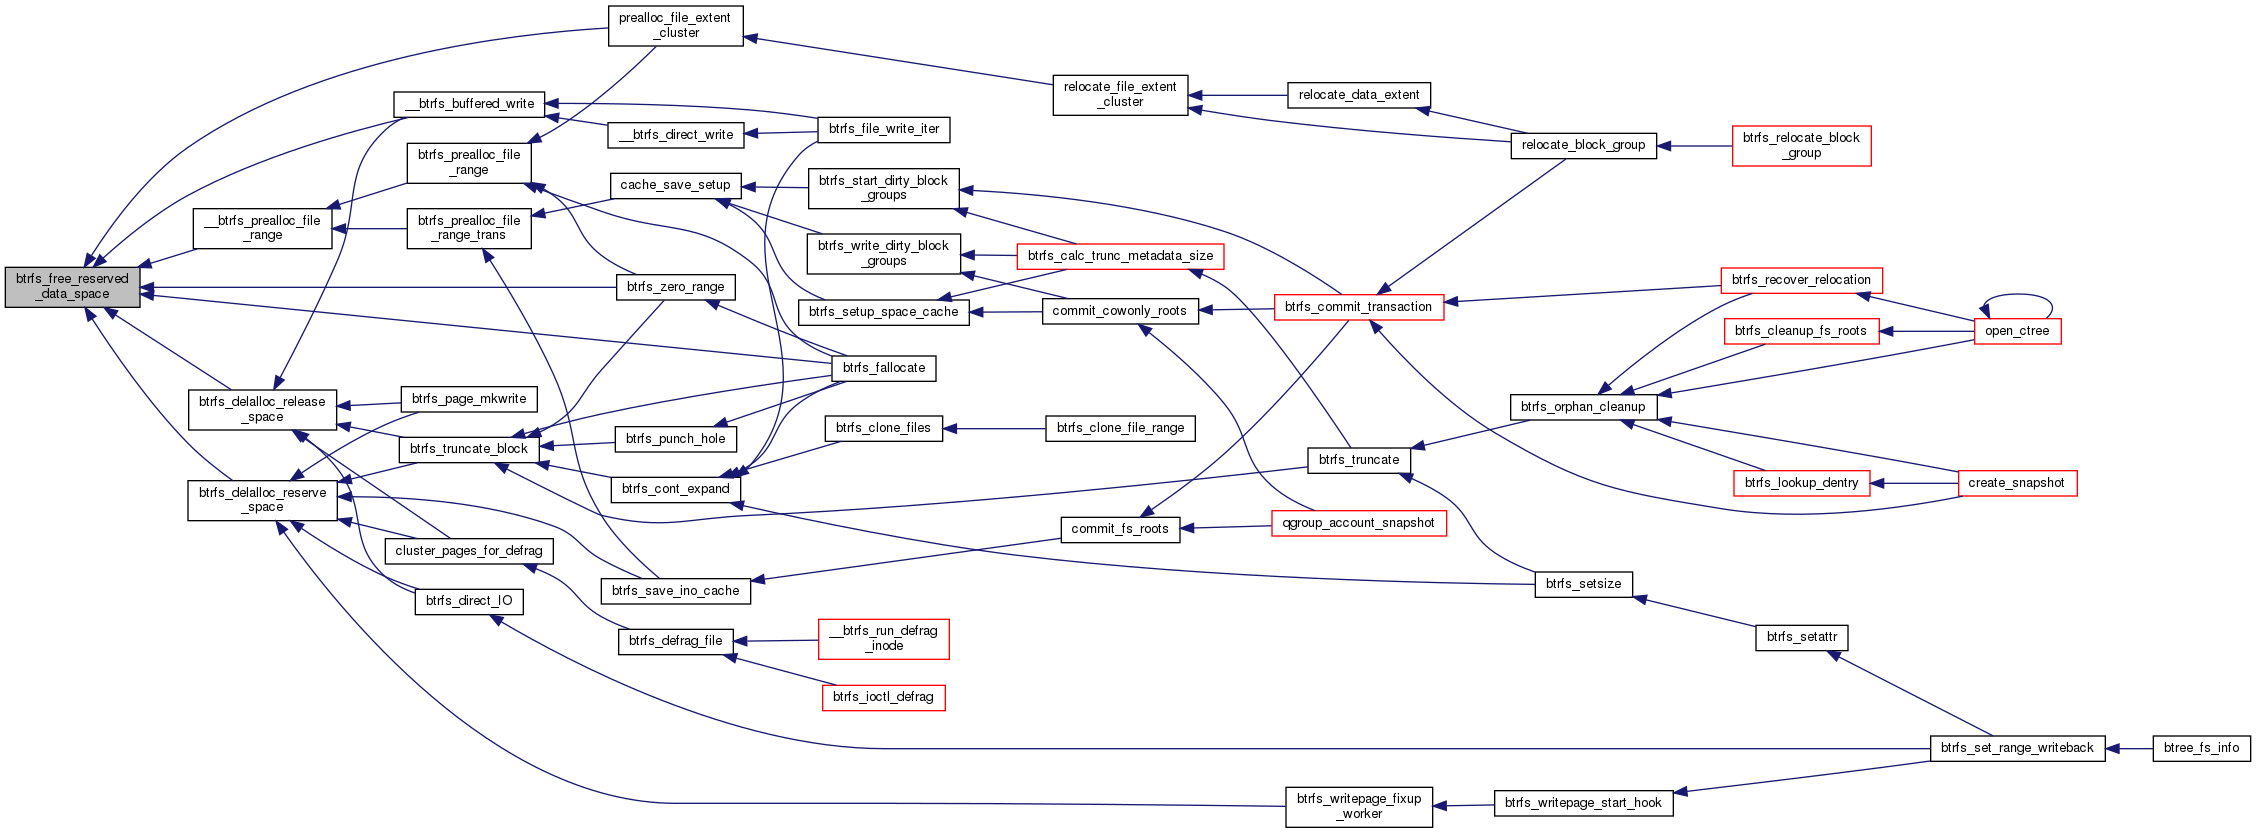 prealloc_file_extent
_cluster
relocate_file_extent
_cluster
relocate_data_extent
__btrfs_buffered_write
__btrfs_direct_write
btrfs_file_write_iter
relocate_block_group
btrfs_relocate_block
_group
btrfs_prealloc_file
_range
cache_save_setup
btrfs_start_dirty_block
_groups
__btrfs_prealloc_file
_range
btrfs_prealloc_file
_range_trans
btrfs_write_dirty_block
_groups
btrfs_calc_trunc_metadata_size
btrfs_free_reserved
_data_space
btrfs_zero_range
btrfs_setup_space_cache
commit_cowonly_roots
btrfs_commit_transaction
btrfs_recover_relocation
btrfs_cleanup_fs_roots
open_ctree
btrfs_fallocate
btrfs_delalloc_release
_space
btrfs_page_mkwrite
btrfs_orphan_cleanup
btrfs_truncate_block
btrfs_punch_hole
btrfs_clone_files
btrfs_clone_file_range
btrfs_truncate
btrfs_cont_expand
btrfs_lookup_dentry
create_snapshot
btrfs_delalloc_reserve
_space
commit_fs_roots
qgroup_account_snapshot
cluster_pages_for_defrag
btrfs_save_ino_cache
btrfs_setsize
btrfs_direct_IO
btrfs_defrag_file
__btrfs_run_defrag
_inode
btrfs_setattr
btrfs_ioctl_defrag
btrfs_set_range_writeback
btree_fs_info
btrfs_writepage_fixup
_worker
btrfs_writepage_start_hook